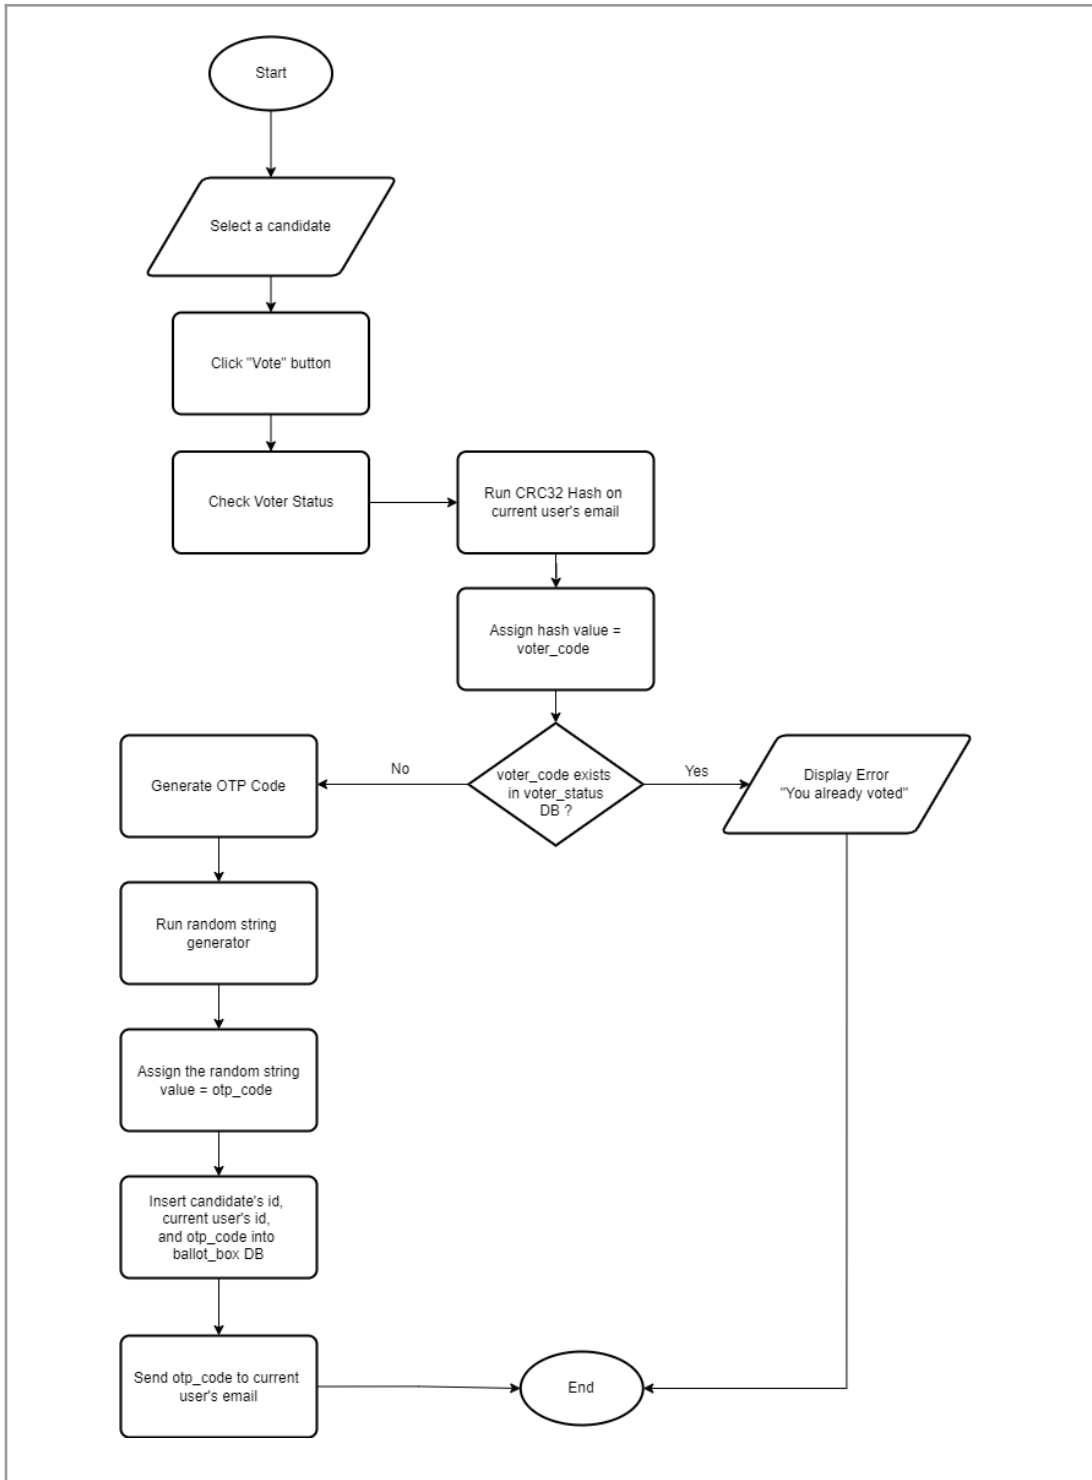 Start
Select a candidate
Click "Vote" button
Check Voter Status
Run CRC32 Hash on
current user's email
Assign hash value =
voter_code
voter_code exists
in voter_status
DB ?
No
Yes
Generate OTP Code
Display Error
"You already voted"
Run random string
generator
Assign the random string
value = otp_code
Insert candidate's id,
current user's id,
and otp_code into
ballot_box DB
Send otp_code to current
user's email
End